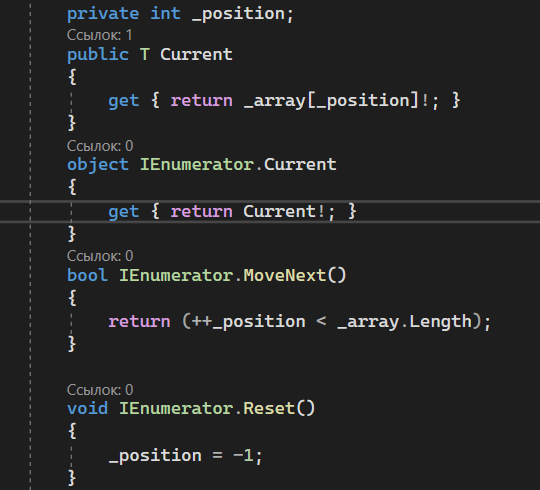 private int _position;
Ссылок: 1
public T Current
{
get { return _array[_position]!; }
}
Ссылок: 0
object IEnumerator.Current
{
get { return Current!; }
}
Ссылок: 0
bool IEnumerator.MoveNext()
{
return (++_position < _array.Length);
}
Ссылок: 0
void IEnumerator.Reset()
{
_position = -1;
}